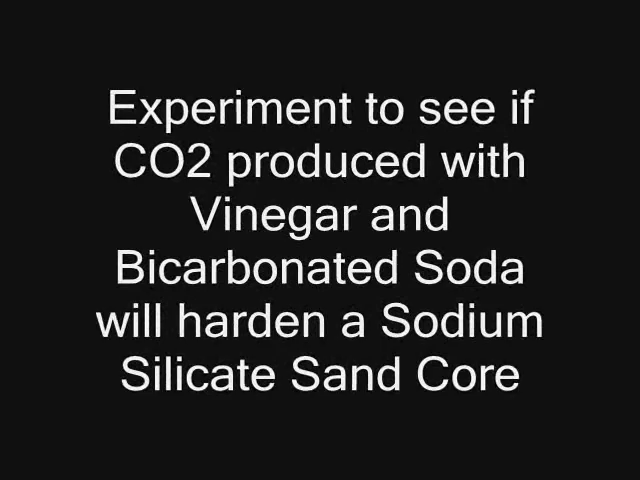 Experiment to see if
CO2 produced with
Vinegar and
Bicarbonated Soda
will harden a Sodium
Silicate Sand Core